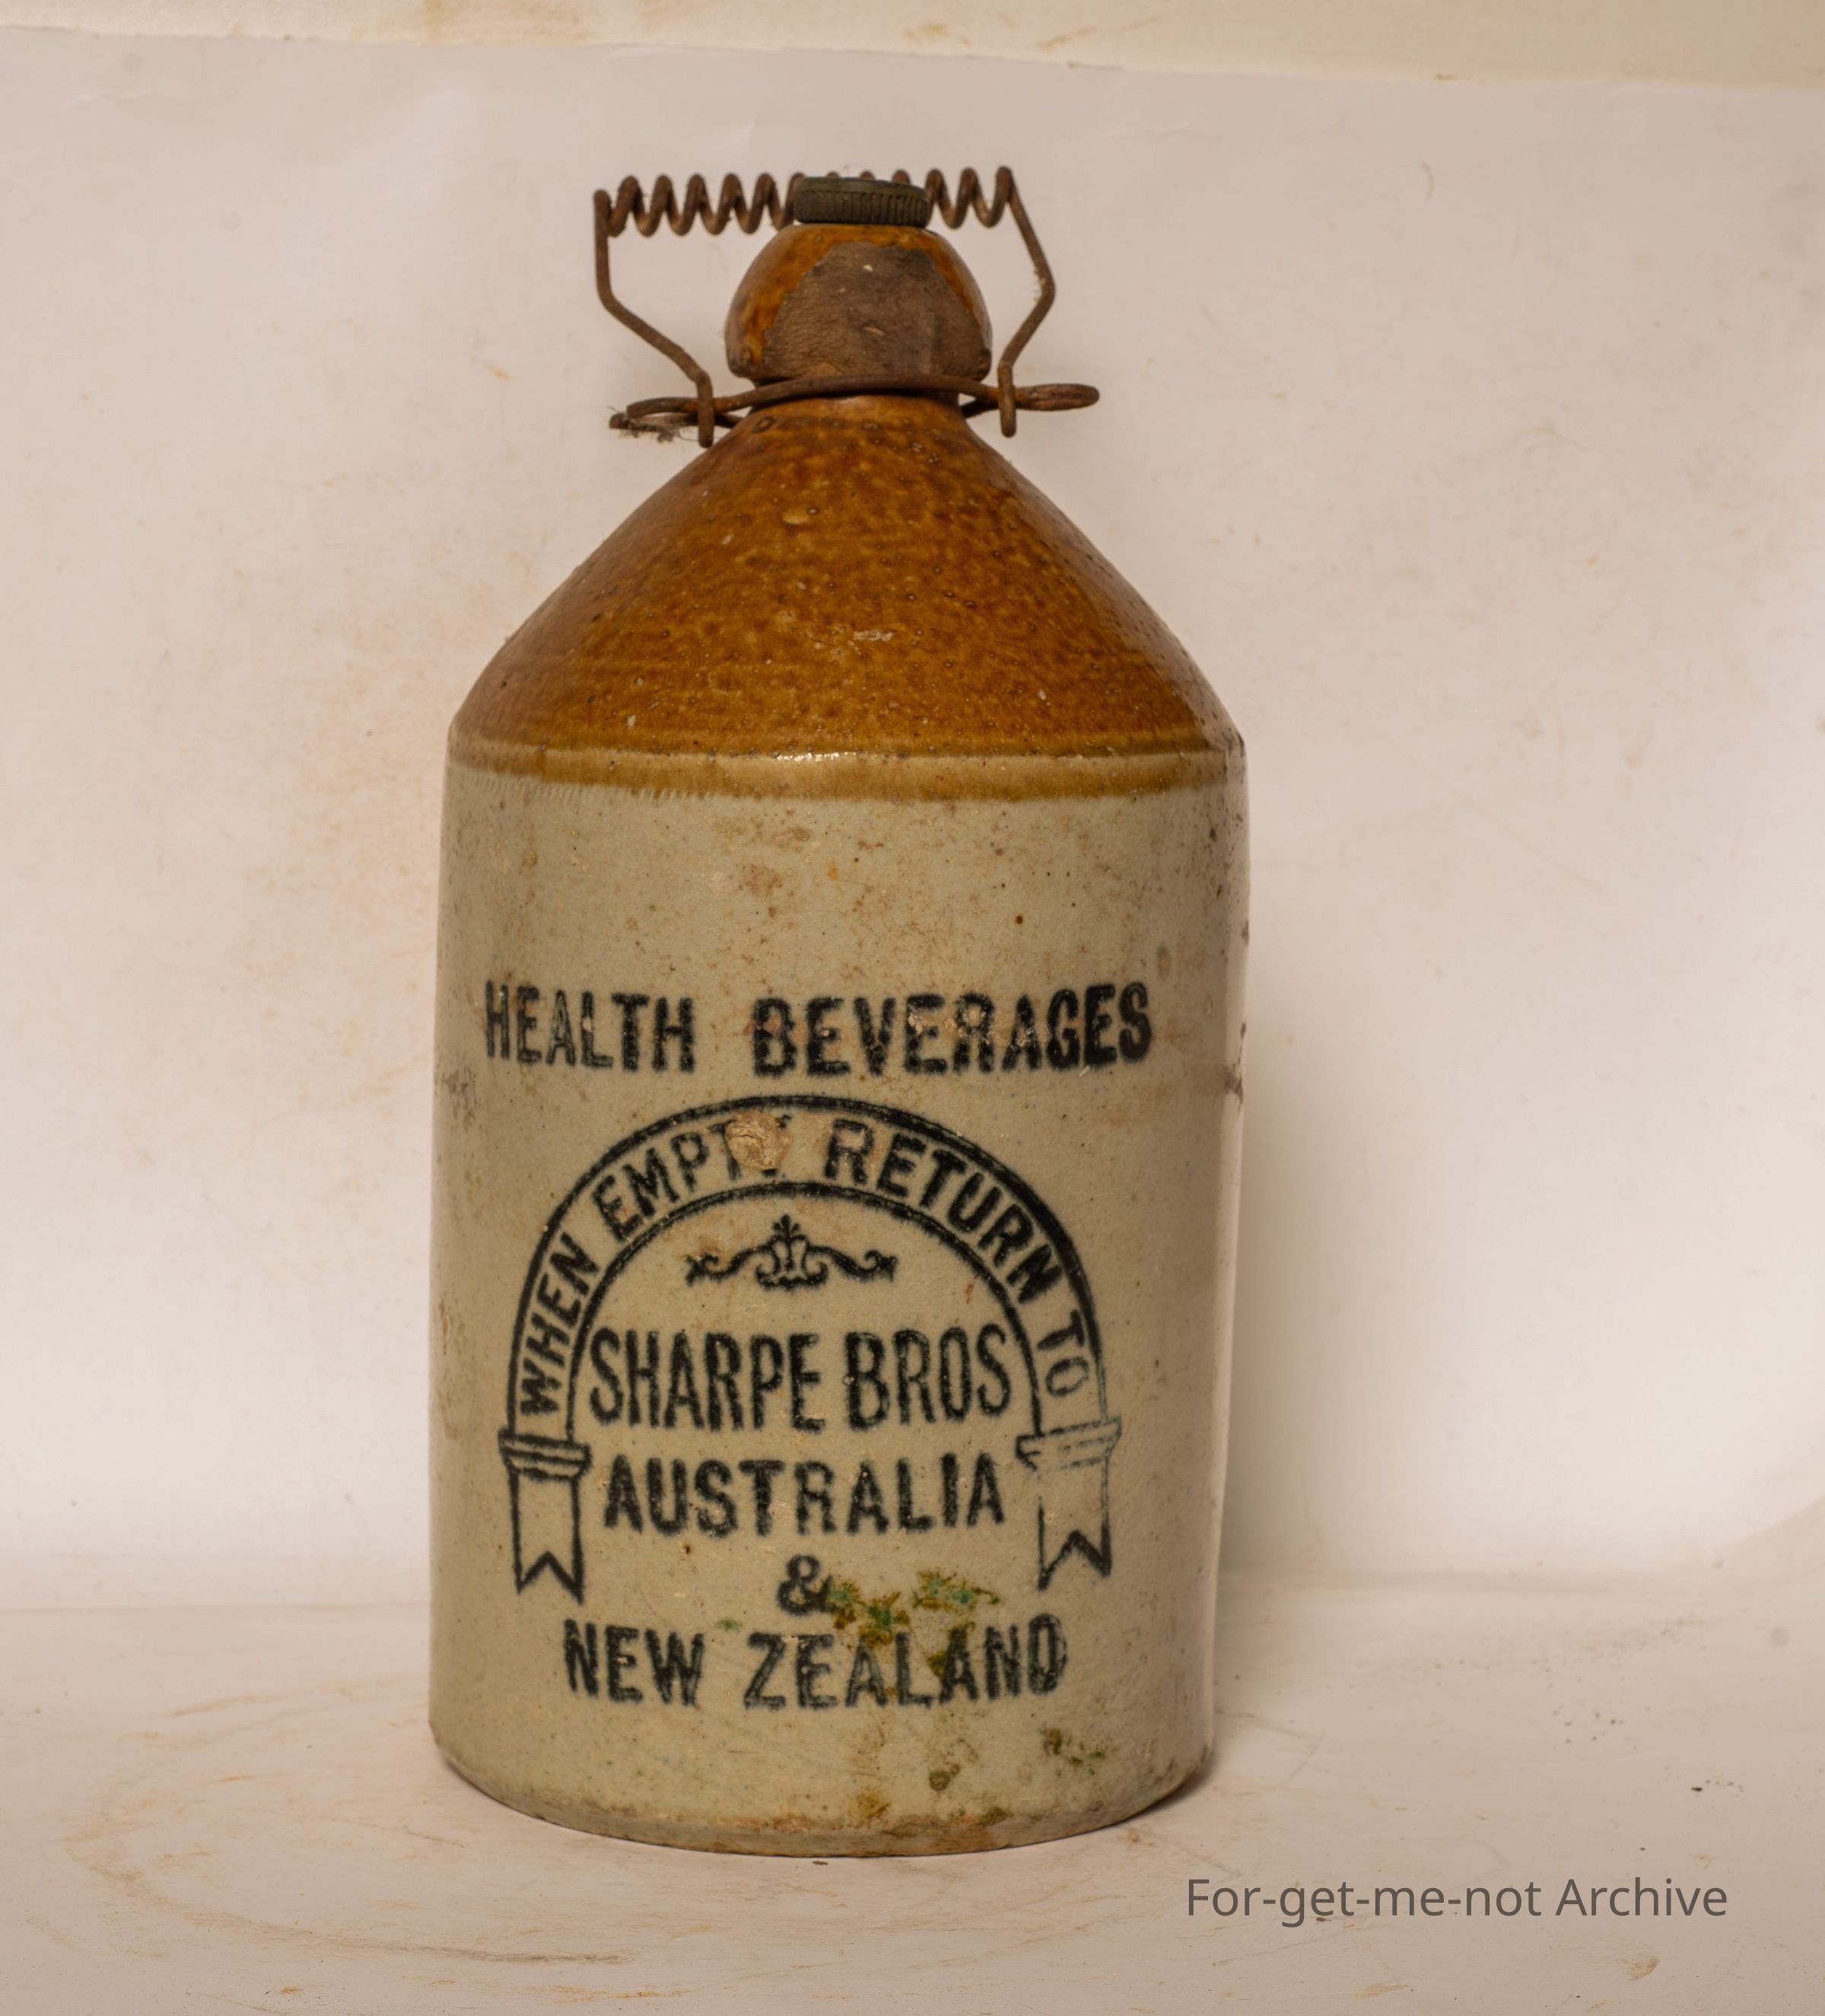 HEALTH BEVERAGES
WHEN EMPTY RETURN TO
SHARPE BROS
AUSTRALIA
&
NEW ZEALAND
For-get-me-not Archive